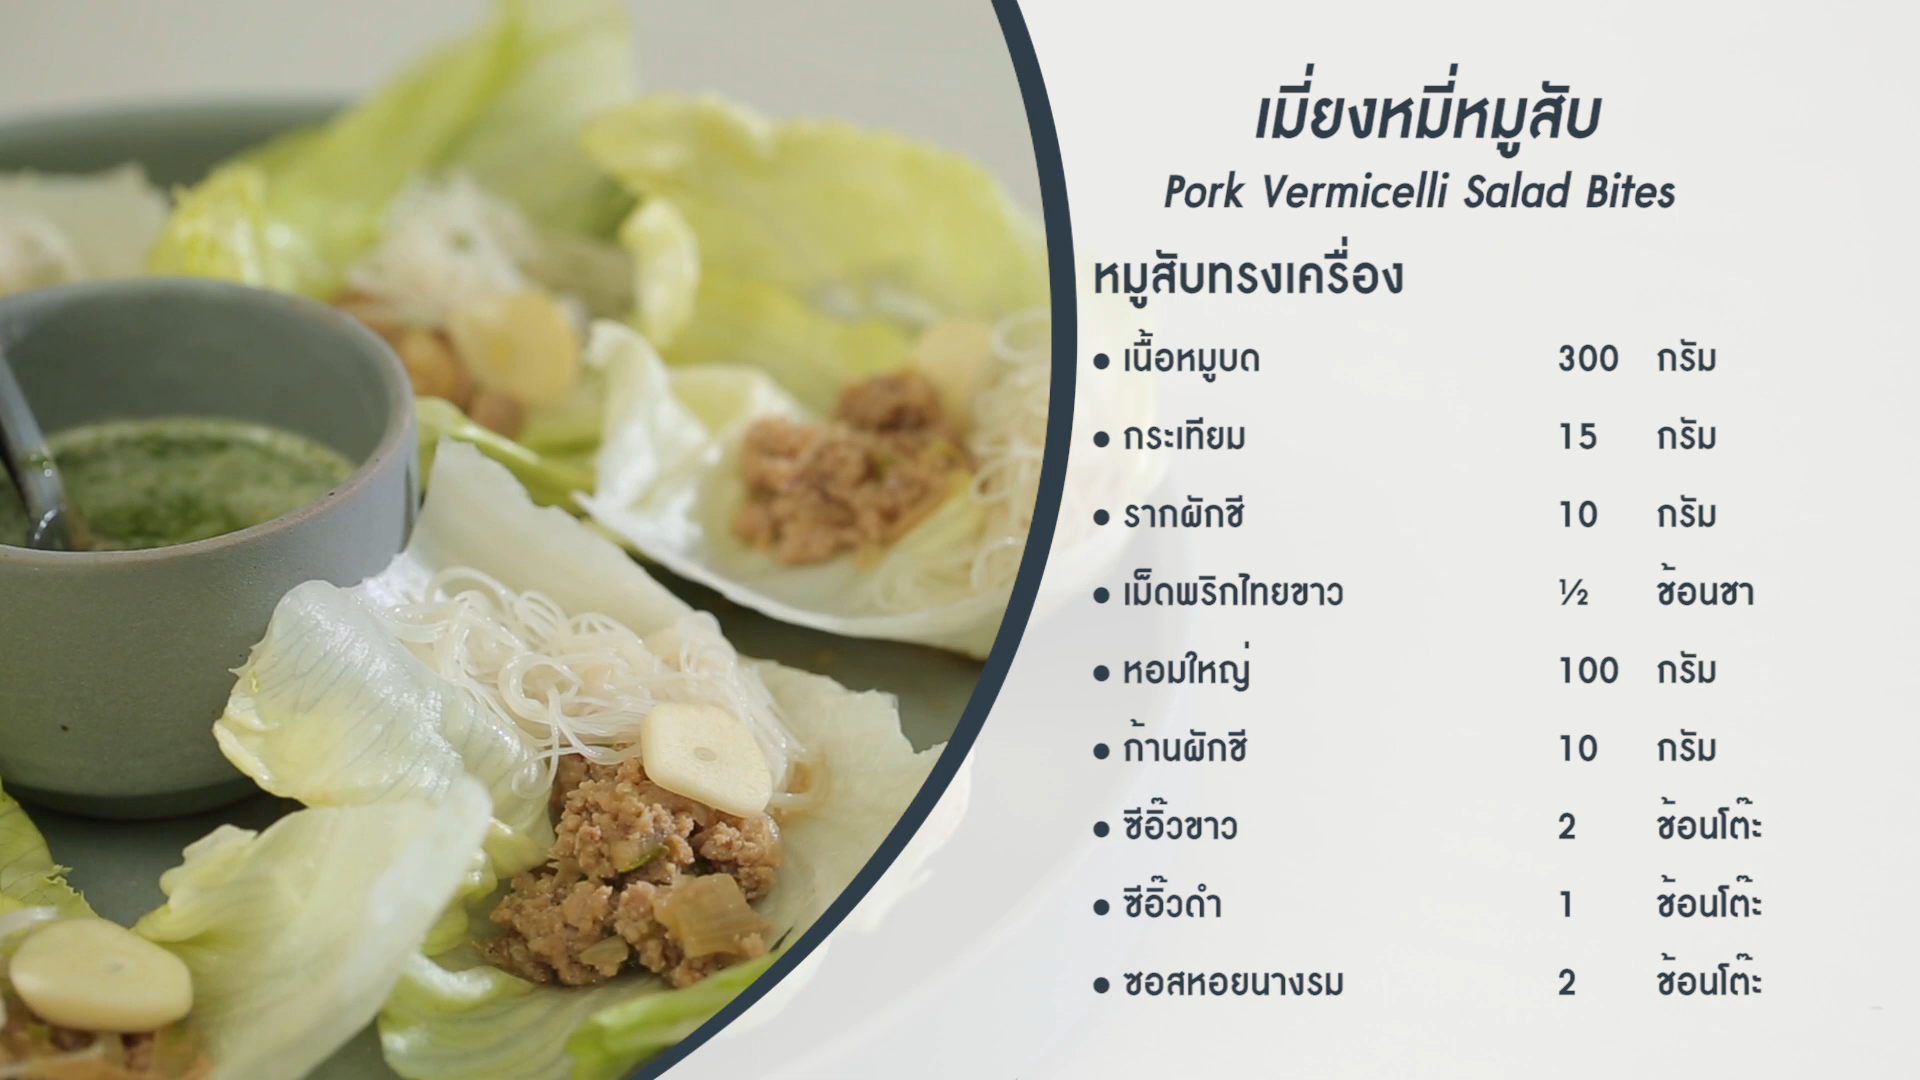 เมี่ยงหมี่หมูสับ
Pork Vermicelli Salad Bites
หมูสับทรงเครื่อง
• เนื้อหมูบด 300 กรัม
• กระเทียม 15 กรัม
• รากผักชี 10 กรัม
• เม็ดพริกไทยขาว ½ ช้อนชา
• หอมใหญ่ 100 กรัม
• ก้านผักชี 10 กรัม
• ซีอิ๊วขาว 2 ช้อนโต๊ะ
• ซีอิ๊วดำ 1 ช้อนโต๊ะ
• ซอสหอยนางรม 2 ช้อนโต๊ะ